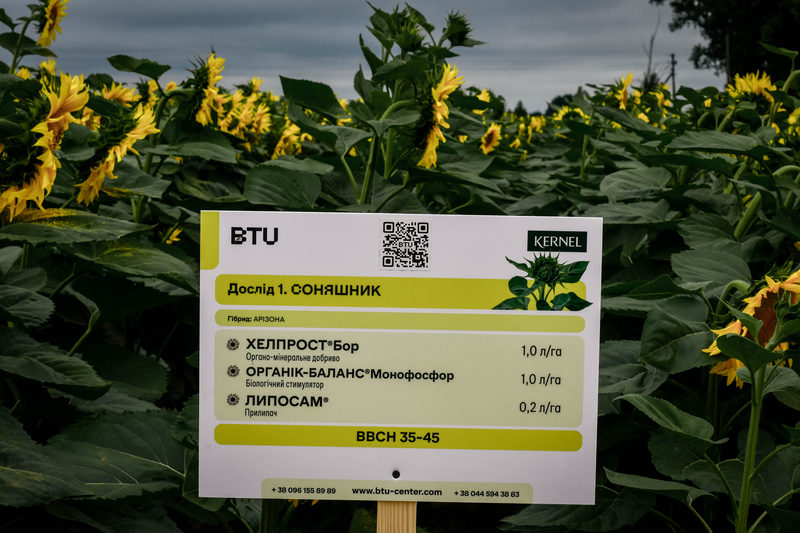 BTU
BTU
KERNEL
Дослід 1. СОНЯШНИК
Гібрид: АРІЗОНА
ХЕЛПРОСТ®Бор
Органо-мінеральне добриво
1,0 л/га
ОРГАНІК-БАЛАНС®Монофосфор
Біологічний стимулятор
1,0 л/га
ЛИПОСАМ®
Прилипач
0,2 л/га
ВВСН 35-45
+ 38 096 155 89 89 www.btu-center.com + 38 044 594 38 83